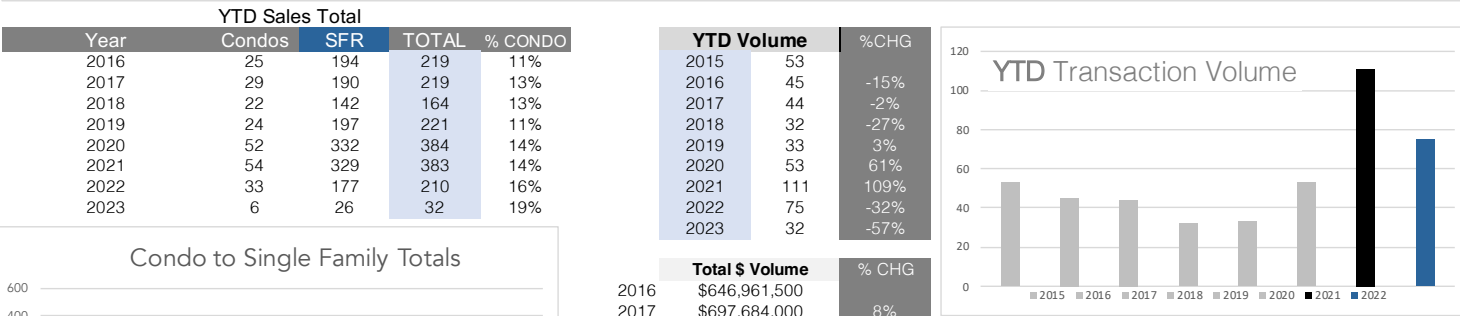 YTD Sales Total
Year Condos SFR TOTAL % CONDO
2016 25 194 219 11%
2017 29 190 219 13%
2018 22 142 164 13%
2019 24 197 221 11%
2020 52 332 384 14%
2021 54 329 383 14%
2022 33 177 210 16%
2023 6 26 32 19%
Condo to Single Family Totals
600
400
YTD Volume %CHG
2015 53
2016 45 -15%
2017 44 -2%
2018 32 -27%
2019 33 3%
2020 53 61%
2021 111 109%
2022 75 -32%
2023 32 -57%
Total $ Volume % CHG
2016 $646,961,500
2017 $697,684,000 8%
YTD Transaction Volume
120
100
80
60
40
20
0
2015 2016 2017 2018 2019 2020 2021 2022